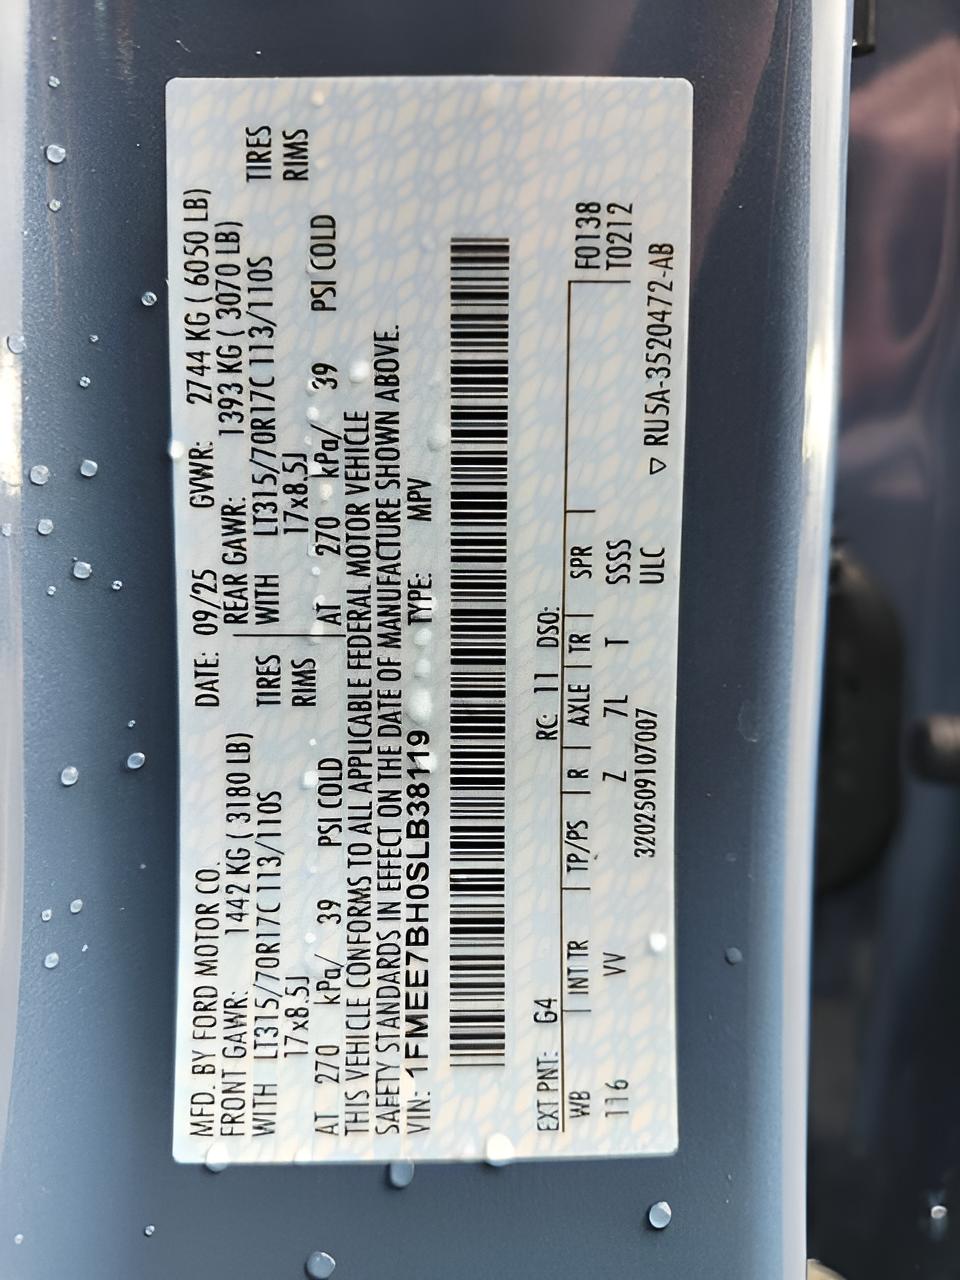 MFD. BY FORD MOTOR CO. DATE: 09/25 GVWR: 2744 KG ( 6050 LB)
FRONT GAWR: 1442 KG ( 3180 LB) REAR GAWR: 1393 KG ( 3070 LB)
WITH LT315/70R17C 113/110S TIRES WITH LT315/70R17C 113/110S TIRES
17x8.5J RIMS 17x8.5J RIMS
AT 270 kPa/ 39 PSI COLD AT 270 kPa/ 39 PSI COLD
THIS VEHICLE CONFORMS TO ALL APPLICABLE FEDERAL MOTOR VEHICLE
SAFETY STANDARDS IN EFFECT ON THE DATE OF MANUFACTURE SHOWN ABOVE.
VIN: 1FMEE7BH0SLB38119 TYPE: MPV
EXT PNT: G4 RC: 11 DSO:
WB INT TR TP/PS R AXLE TR SPR F0138
116 VV Z 7L T SSSS T0212
3202509107007 ULC ▽ RU5A-3520472-AB